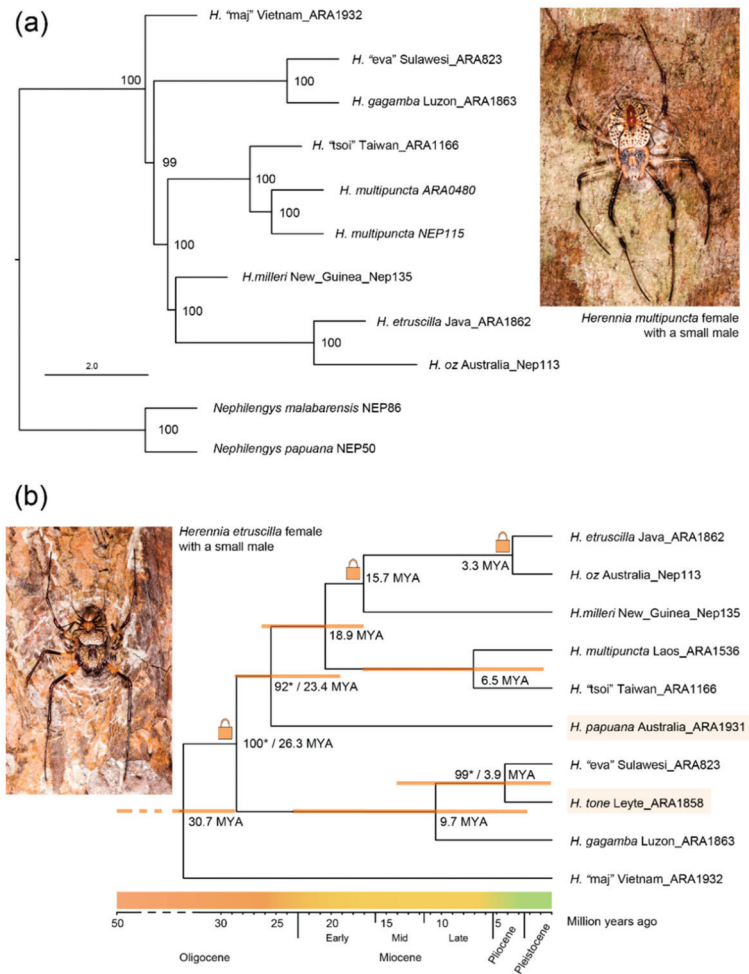 (a)
H. "maj" Vietnam_ARA1932
100
H. "eva" Sulawesi_ARA823
100
H. gagamba Luzon_ARA1863
99
H. "tsoi" Taiwan_ARA1166
100
H. multipuncta ARA0480
100
H. multipuncta NEP115
100
H.milleri New_Guinea_Nep135
100
H. etruscilla Java_ARA1862
100
H. oz Australia_Nep113
2.0
Nephilengys malabarensis NEP86
100
Nephilengys papuana NEP50
Herennia multipuncta female
with a small male
(b)
Herennia etruscilla female
with a small male
H. etruscilla Java_ARA1862
3.3 MYA
H. oz Australia_Nep113
15.7 MYA
H.milleri New_Guinea_Nep135
18.9 MYA
H. multipuncta Laos_ARA1536
6.5 MYA
H. "tsoi" Taiwan_ARA1166
92* / 23.4 MYA
H. papuana Australia_ARA1931
100* / 26.3 MYA
H. "eva" Sulawesi_ARA823
99* / 3.9 MYA
H. tone Leyte_ARA1858
30.7 MYA
9.7 MYA
H. gagamba Luzon_ARA1863
H. "maj" Vietnam_ARA1932
50 30 25 20 15 10 5 Million years ago
Early Mid Late
Oligocene Miocene Pliocene Pleistocene